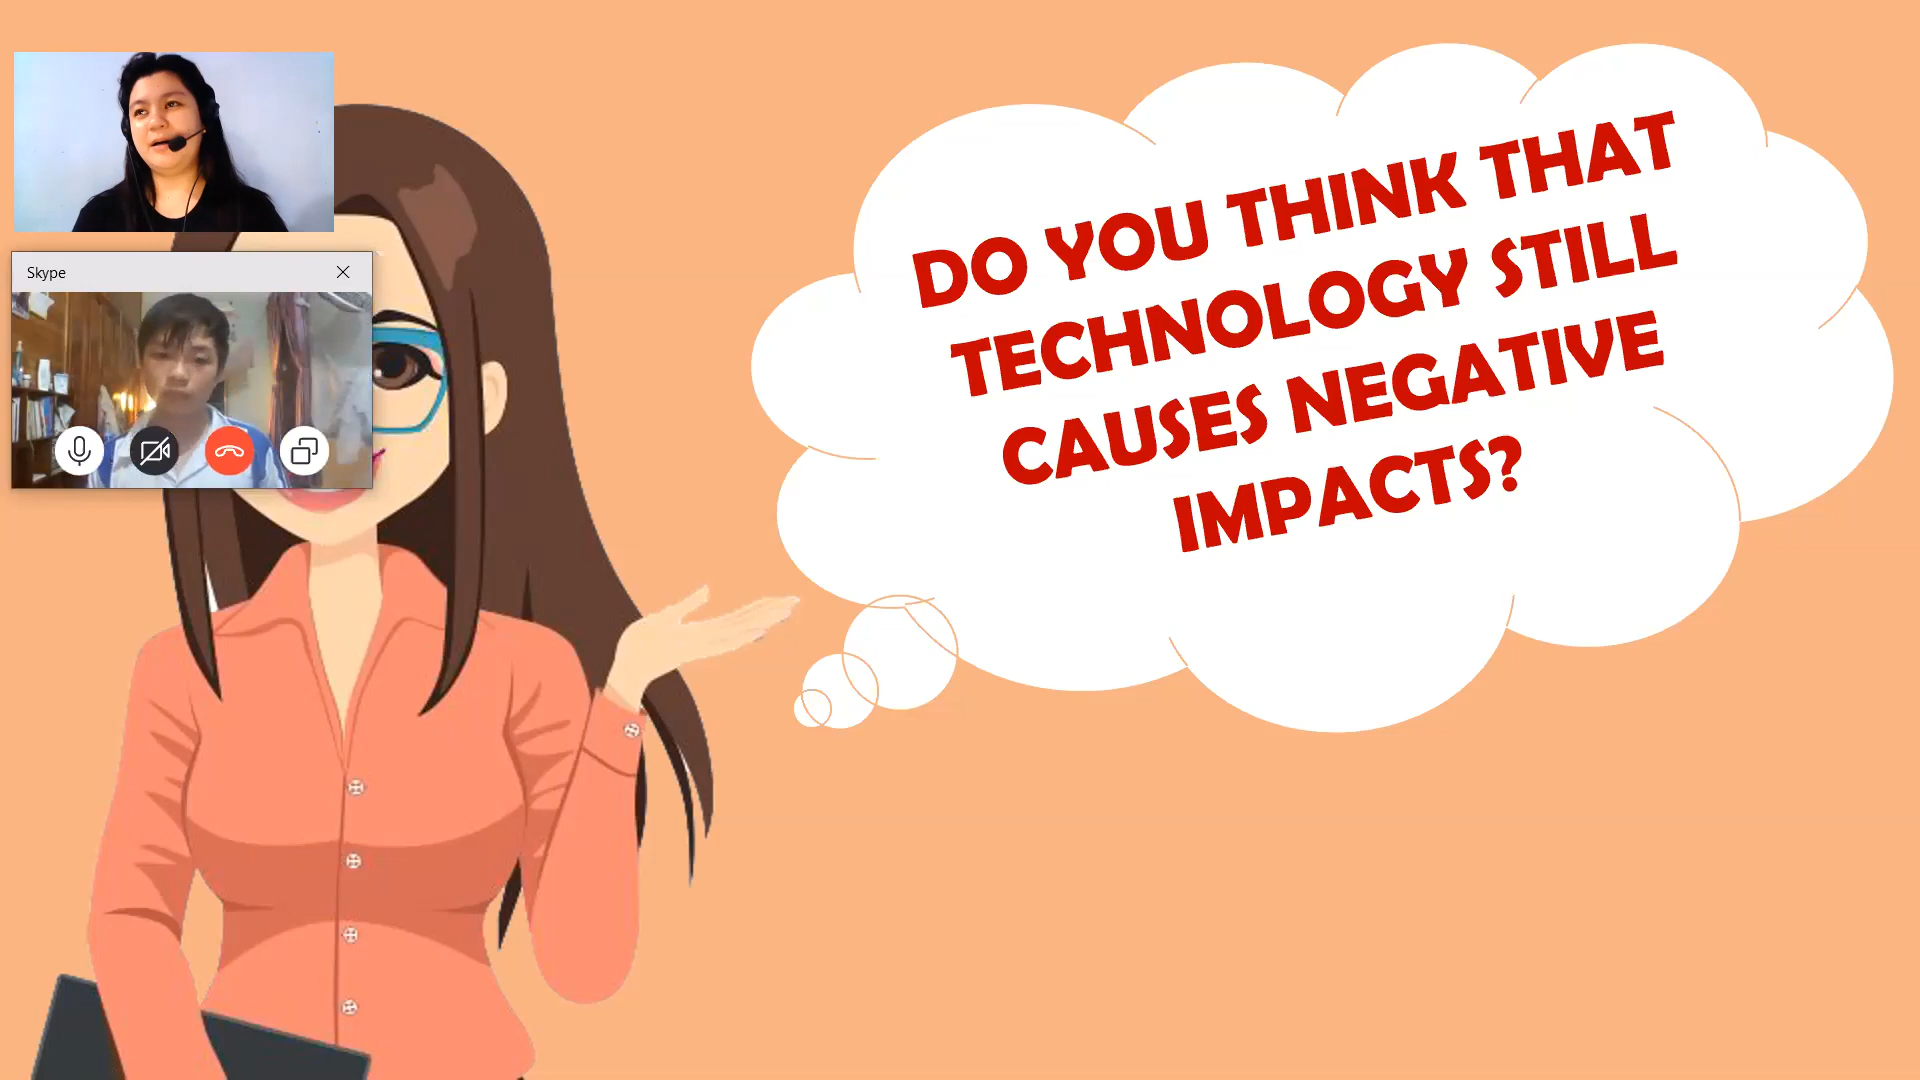 Skype
DO YOU THINK THAT
TECHNOLOGY STILL
CAUSES NEGATIVE
IMPACTS?